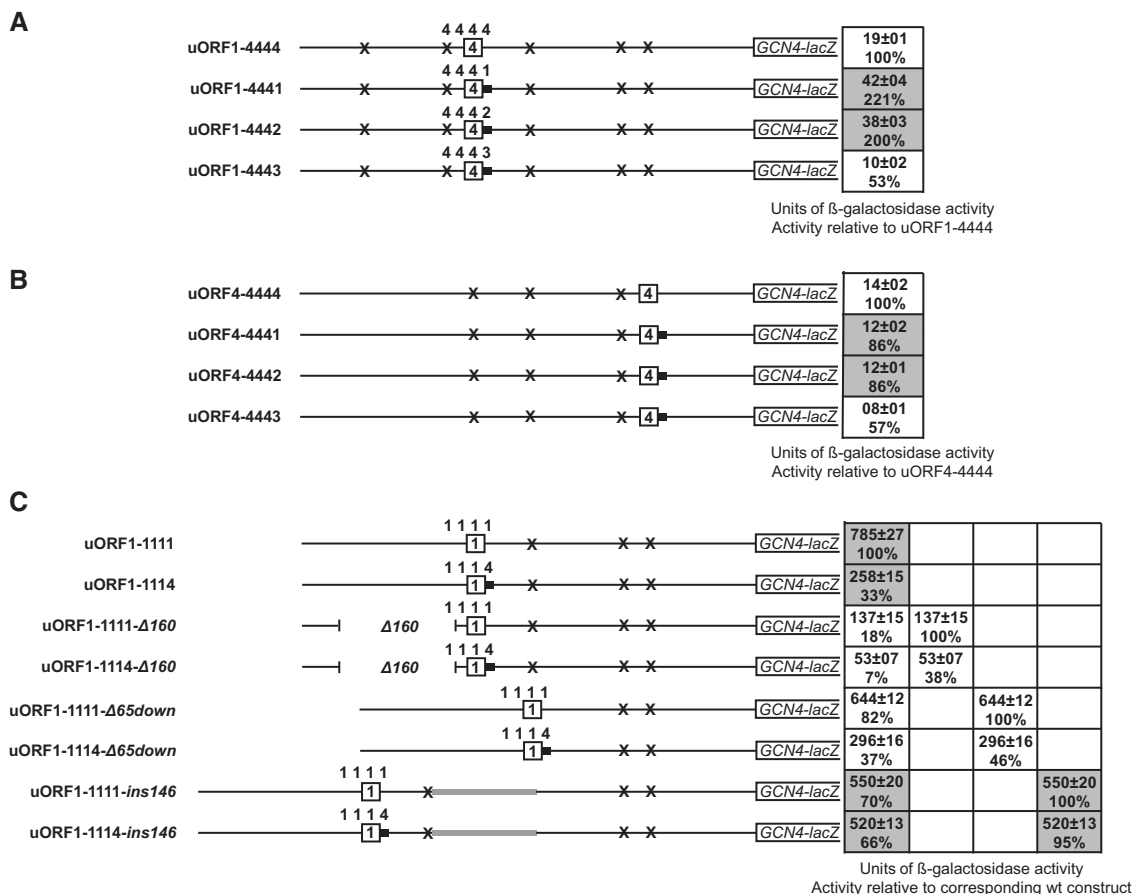 A
4 4 4 4
uORF1-4444 X X 4 X X X GCN4-lacZ 19±01 100%
4 4 4 1
uORF1-4441 X X 4 X X X GCN4-lacZ 42±04 221%
4 4 4 2
uORF1-4442 X X 4 X X X GCN4-lacZ 38±03 200%
4 4 4 3
uORF1-4443 X X 4 X X X GCN4-lacZ 10±02 53%
Units of ß-galactosidase activity
Activity relative to uORF1-4444
B
uORF4-4444 X X X 4 GCN4-lacZ 14±02 100%
uORF4-4441 X X X 4 GCN4-lacZ 12±02 86%
uORF4-4442 X X X 4 GCN4-lacZ 12±01 86%
uORF4-4443 X X X 4 GCN4-lacZ 08±01 57%
Units of ß-galactosidase activity
Activity relative to uORF4-4444
C
1 1 1 1
uORF1-1111 1 X X X GCN4-lacZ 785±27 100%
1 1 1 4
uORF1-1114 1 X X X GCN4-lacZ 258±15 33%
1 1 1 1
uORF1-1111-Δ160 Δ160 1 X X X GCN4-lacZ 137±15 18% 137±15 100%
1 1 1 4
uORF1-1114-Δ160 Δ160 1 X X X GCN4-lacZ 53±07 7% 53±07 38%
1 1 1 1
uORF1-1111-Δ65down 1 X X GCN4-lacZ 644±12 82% 644±12 100%
1 1 1 4
uORF1-1114-Δ65down 1 X X GCN4-lacZ 296±16 37% 296±16 46%
1 1 1 1
uORF1-1111-ins146 1 X X X GCN4-lacZ 550±20 70% 550±20 100%
1 1 1 4
uORF1-1114-ins146 1 X X X GCN4-lacZ 520±13 66% 520±13 95%
Units of ß-galactosidase activity
Activity relative to corresponding wt construct